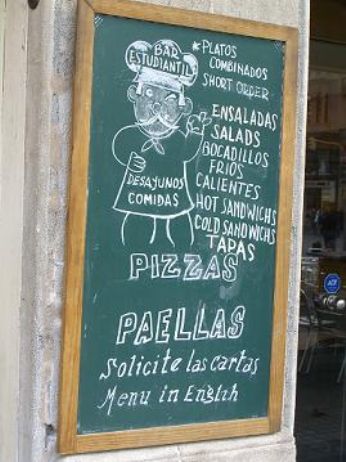 BAR
ESTUDIANTIL
*PLATOS
COMBINADOS
SHORT ORDER
ENSALADAS
SALADS
BOCADILLOS
FRIOS
CALIENTES
HOT SANDWICHS
COLD SANDWICHS
TAPAS
DESAYUNOS
COMIDAS
PIZZAS
PAELLAS
Solicite las cartas
Menu in English
ADT